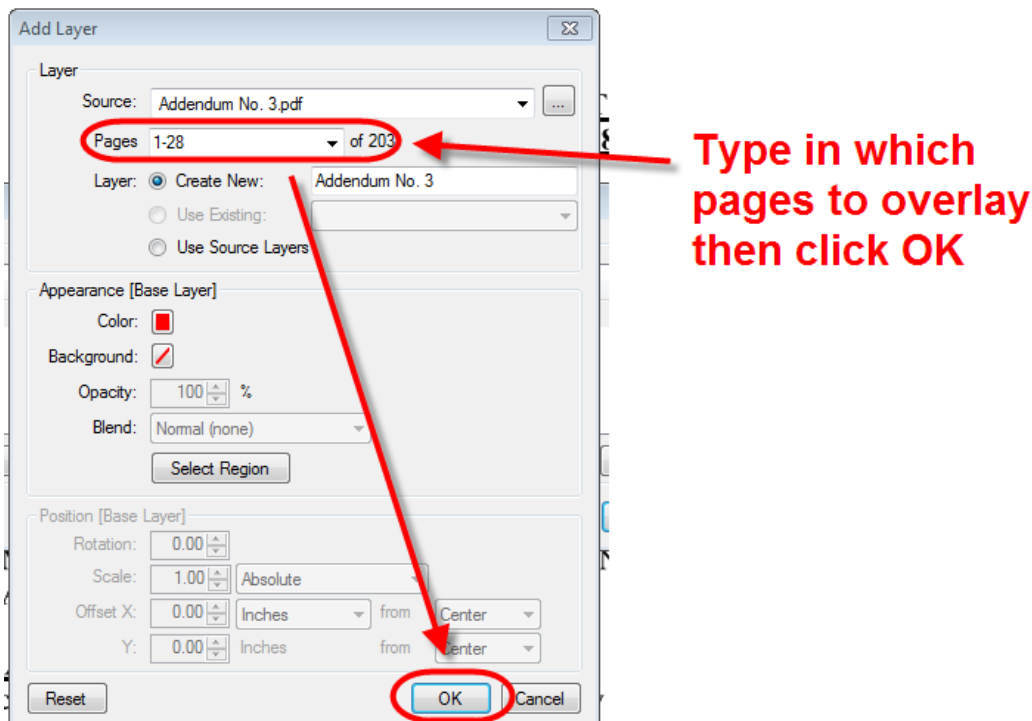 Add Layer
Layer
Source: Addendum No. 3.pdf ...
Pages 1-28 of 203
Layer: Create New: Addendum No. 3
Use Existing:
Use Source Layers
Type in which
pages to overlay
then click OK
Appearance [Base Layer]
Color:
Background:
Opacity: 100 %
Blend: Normal (none)
Select Region
Position [Base Layer]
Rotation: 0.00
Scale: 1.00 Absolute
Offset X: 0.00 Inches from Center
Y: 0.00 Inches from Center
Reset OK Cancel